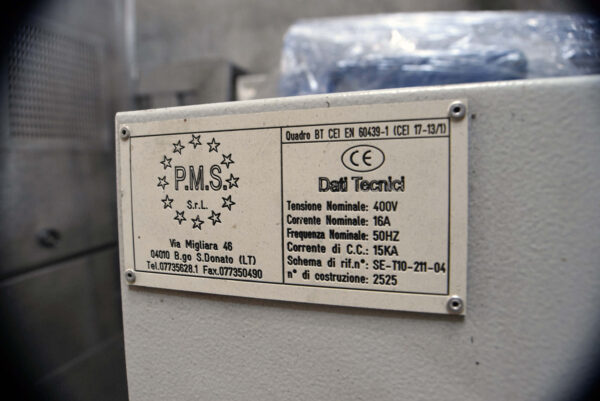 P.M.S.
S.r.L.
Via Migliara 46
04010 B.go S.Donato (LT)
Tel.07735628.1 Fax.077350490
Quadro BT CEI EN 60439-1 (CEI 17-13/1)
CE
Dati Tecnici
Tensione Nominale: 400V
Corrente Nominale: 16A
Frequenza Nominale: 50HZ
Corrente di C.C.: 15KA
Schema di rif.n°: SE-T10-211-04
n° di costruzione: 2525